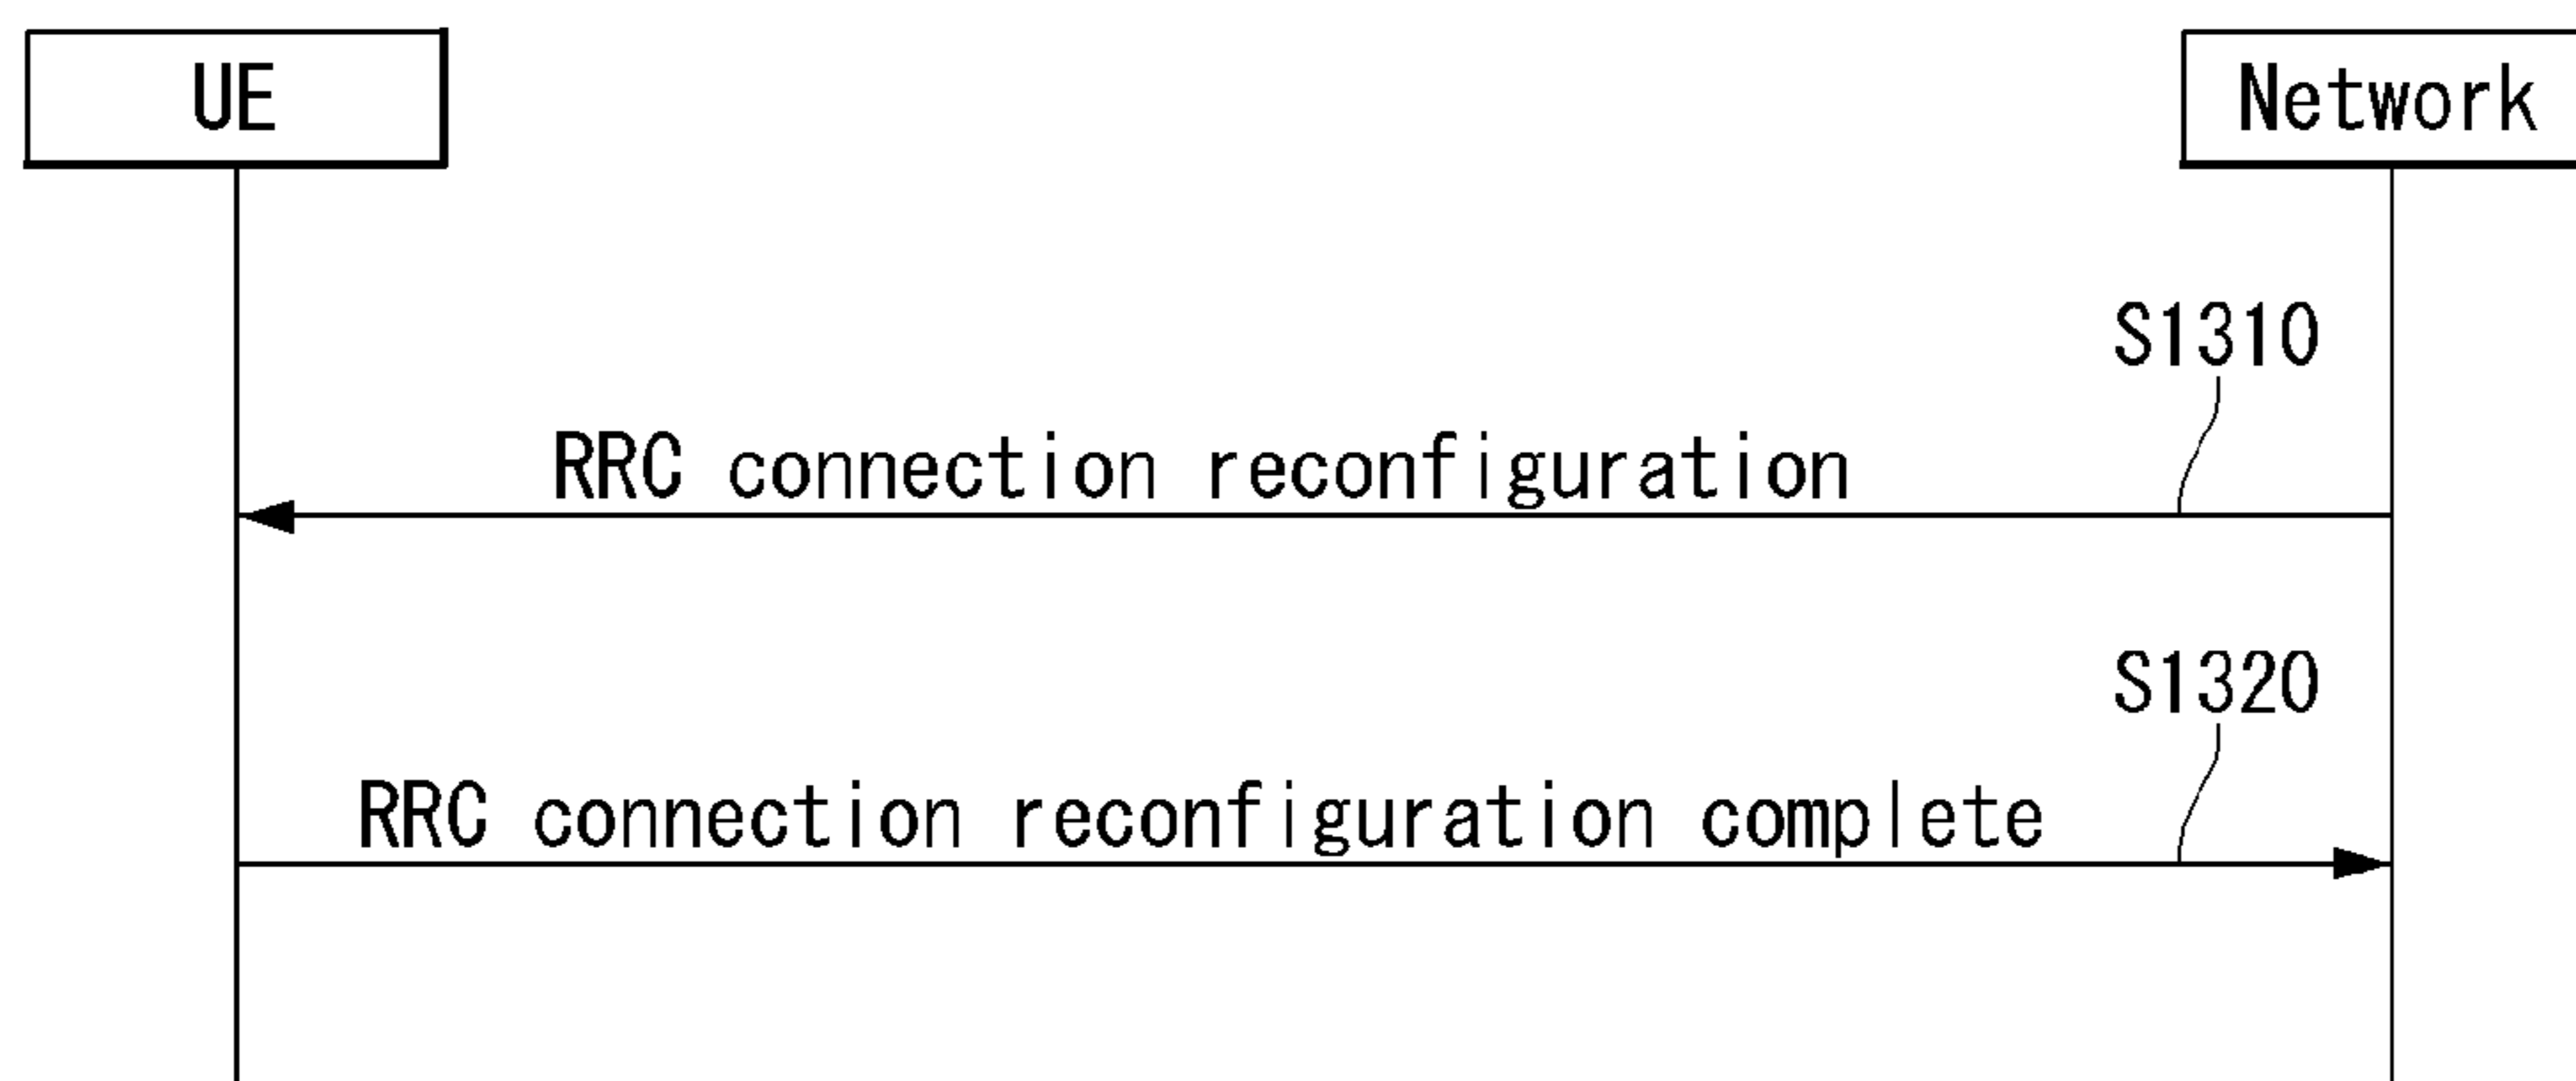 UE
Network
S1310
RRC connection reconfiguration
S1320
RRC connection reconfiguration complete